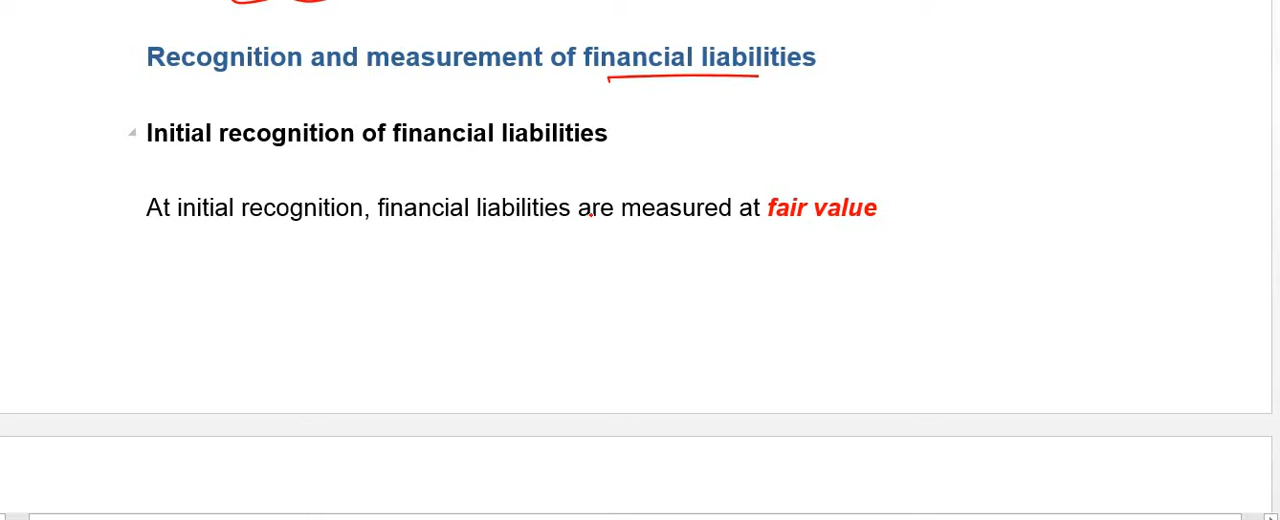 Recognition and measurement of financial liabilities
Initial recognition of financial liabilities
At initial recognition, financial liabilities are measured at fair value